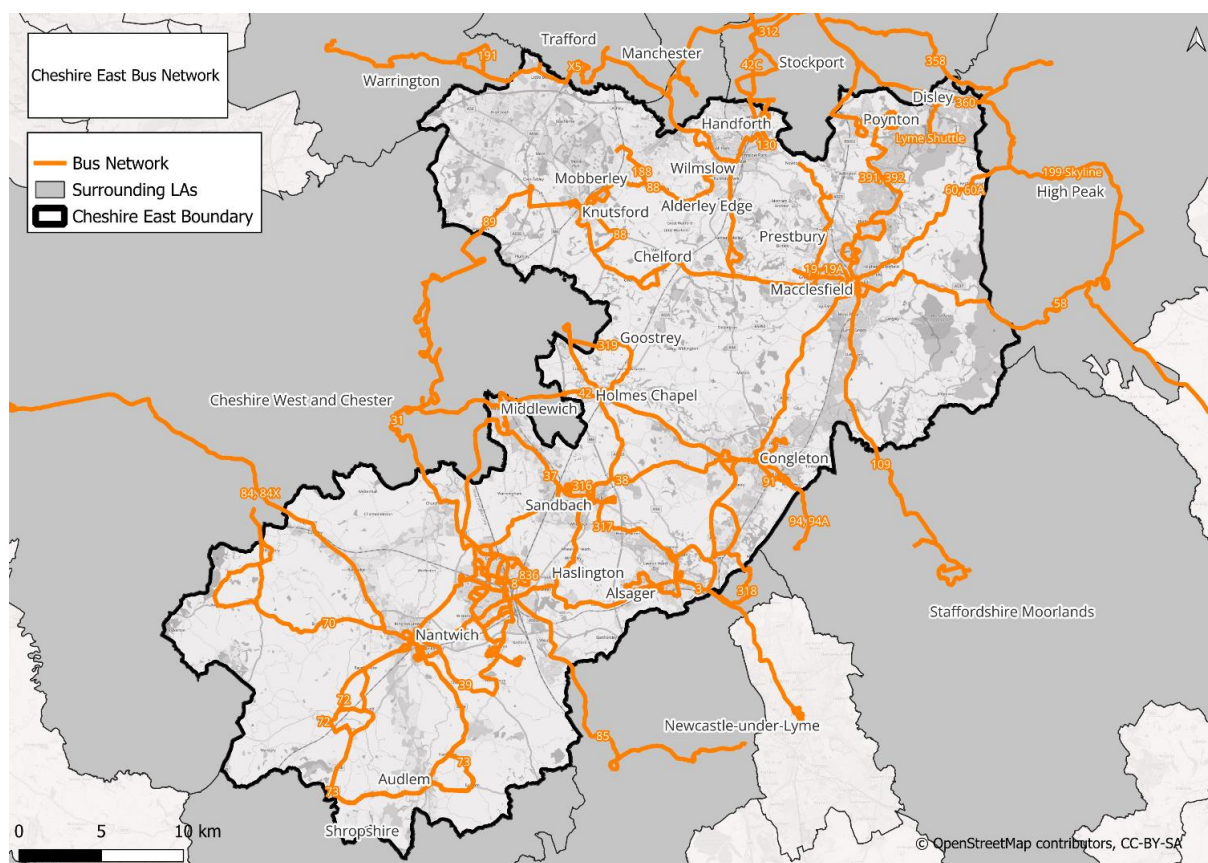 Cheshire East Bus Network
Bus Network
Surrounding LAs
Cheshire East Boundary
Trafford
312
Manchester
191
X5
42C
Stockport
358
Warrington
Disley
360
Handforth
Poynton
130
Lyme Shuttle
Wilmslow
188
Mobberley
88
391, 392
199 Skyline
60, 60A
High Peak
Alderley Edge
Knutsford
89
88
Prestbury
Chelford
19, 19A
Macclesfield
58
Goostrey
319
Cheshire West and Chester
42
Holmes Chapel
Middlewich
31
Congleton
109
37
38
91
84, 84X
316
Sandbach
94, 94A
317
Haslington
836
8
Alsager
3
318
Staffordshire Moorlands
70
Nantwich
39
72
72
Newcastle-under-Lyme
85
73
Audlem
73
Shropshire
0 5 10 km
© OpenStreetMap contributors, CC-BY-SA